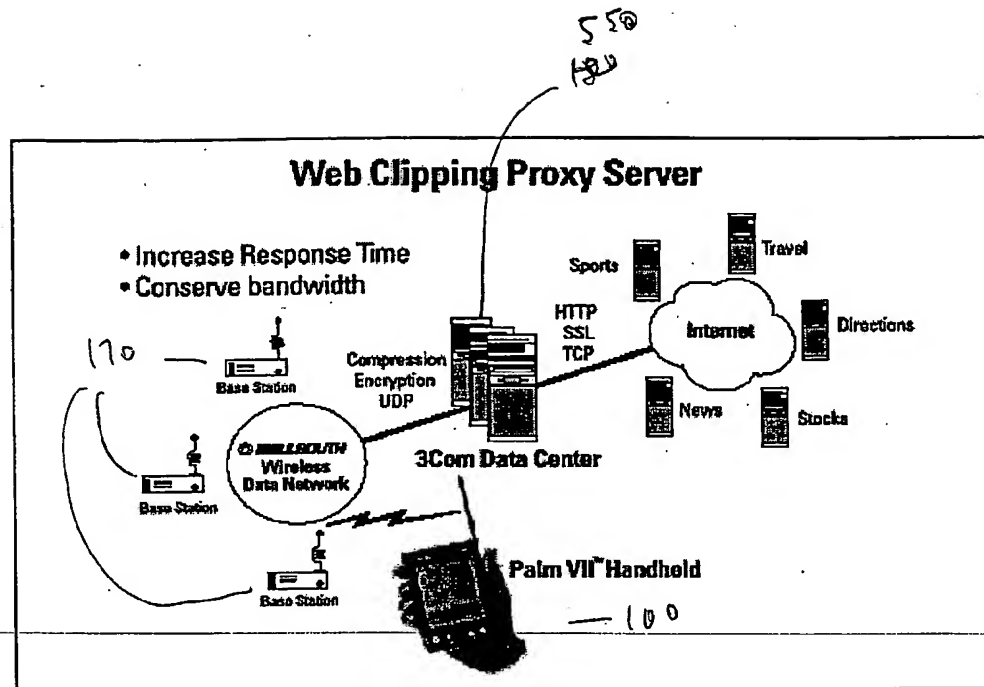 550
180
Web Clipping Proxy Server
• Increase Response Time
• Conserve bandwidth
Sports
Travel
HTTP
SSL
TCP
Internet
Directions
170
Base Station
Compression
Encryption
UDP
News
Stocks
BELLSOUTH
Wireless
Data Network
3Com Data Center
Base Station
Palm VII™ Handheld
Base Station
100